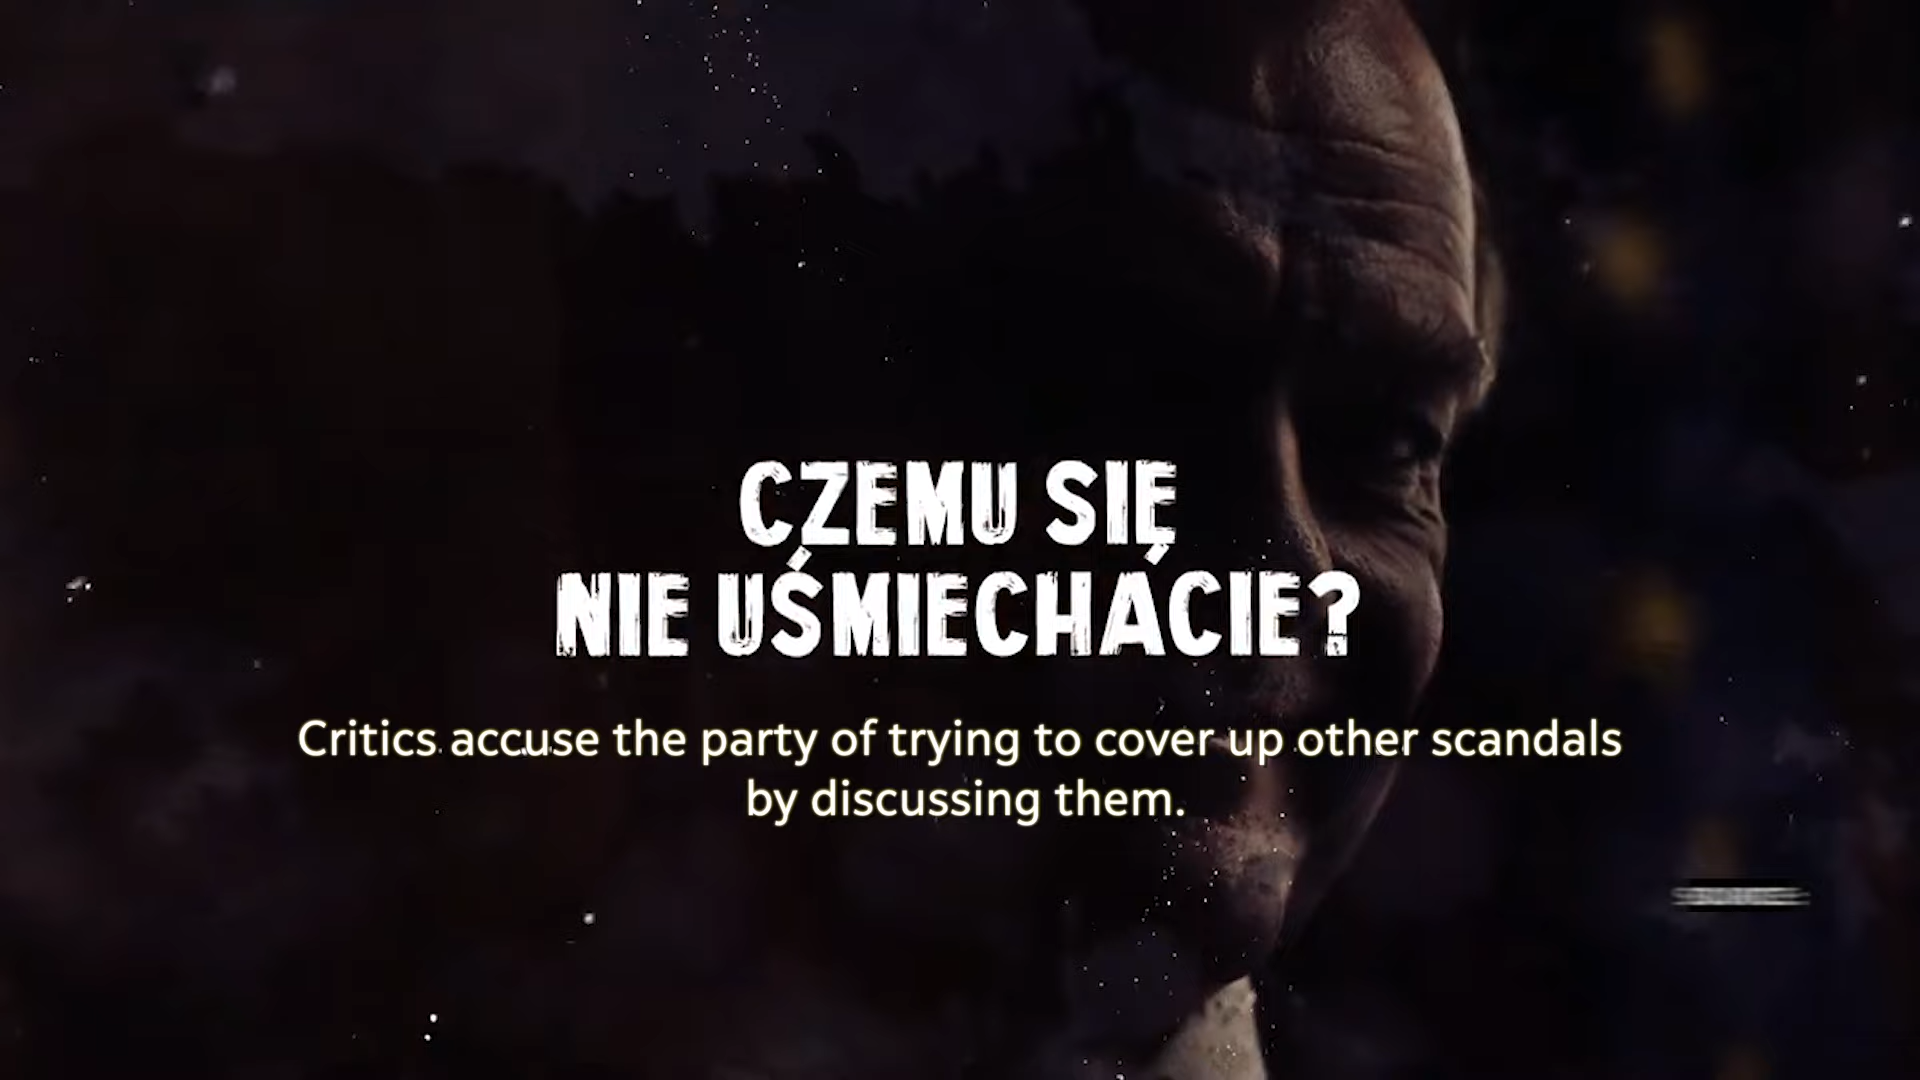 CZEMU SIĘ
NIE UŚMIECHACIE?
Critics accuse the party of trying to cover up other scandals
by discussing them.